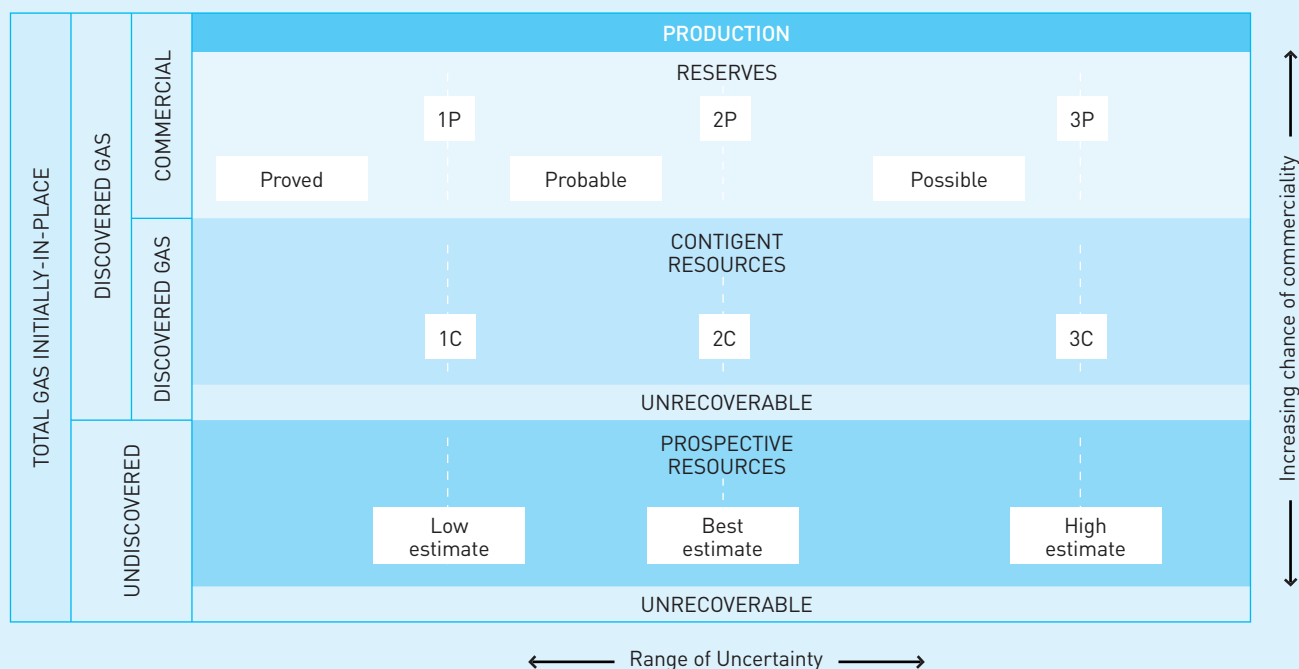 TOTAL GAS INITIALLY-IN-PLACE
DISCOVERED GAS
COMMERCIAL
DISCOVERED GAS
UNDISCOVERED
PRODUCTION
RESERVES
1P 2P 3P
Proved Probable Possible
CONTIGENT
RESOURCES
1C 2C 3C
UNRECOVERABLE
PROSPECTIVE
RESOURCES
Low Best High
estimate estimate estimate
UNRECOVERABLE
Increasing chance of commerciality
Range of Uncertainty